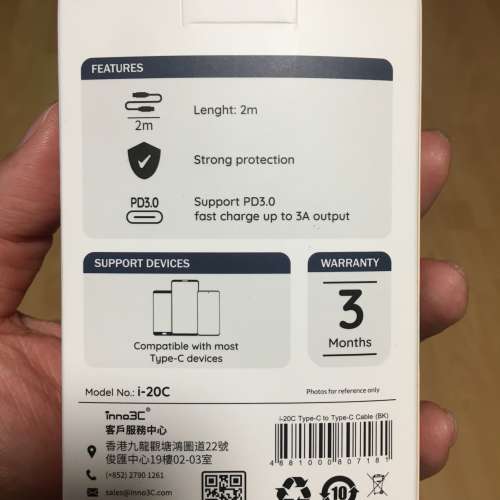 FEATURES
2m
Lenght: 2m
Strong protection
PD3.0
Support PD3.0
fast charge up to 3A output
SUPPORT DEVICES
Compatible with most
Type-C devices
WARRANTY
3
Months
Model No.: i-20C
Photos for reference only
inno3C®
客戶服務中心
香港九龍觀塘鴻圖道22號
俊匯中心19樓02-03室
(+852) 2790 1261
sales@inno3C.com
i-20C Type-C to Type-C Cable (BK)
4 881000 807181
10